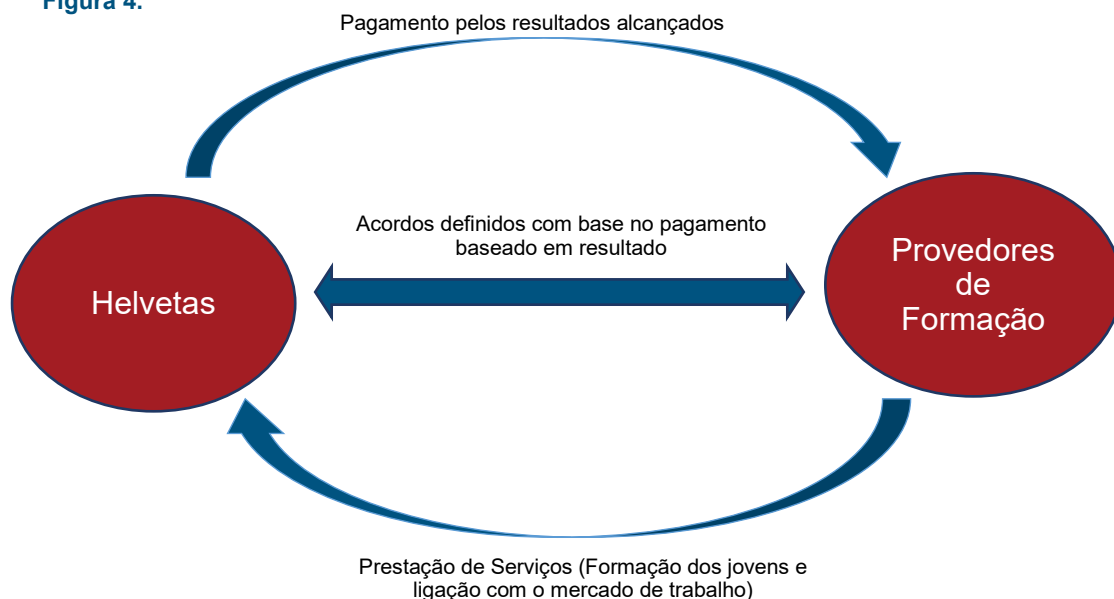 Figura 4.
Pagamento pelos resultados alcançados
Acordos definidos com base no pagamento
baseado em resultado
Helvetas
Provedores
de
Formação
Prestação de Serviços (Formação dos jovens e
ligação com o mercado de trabalho)